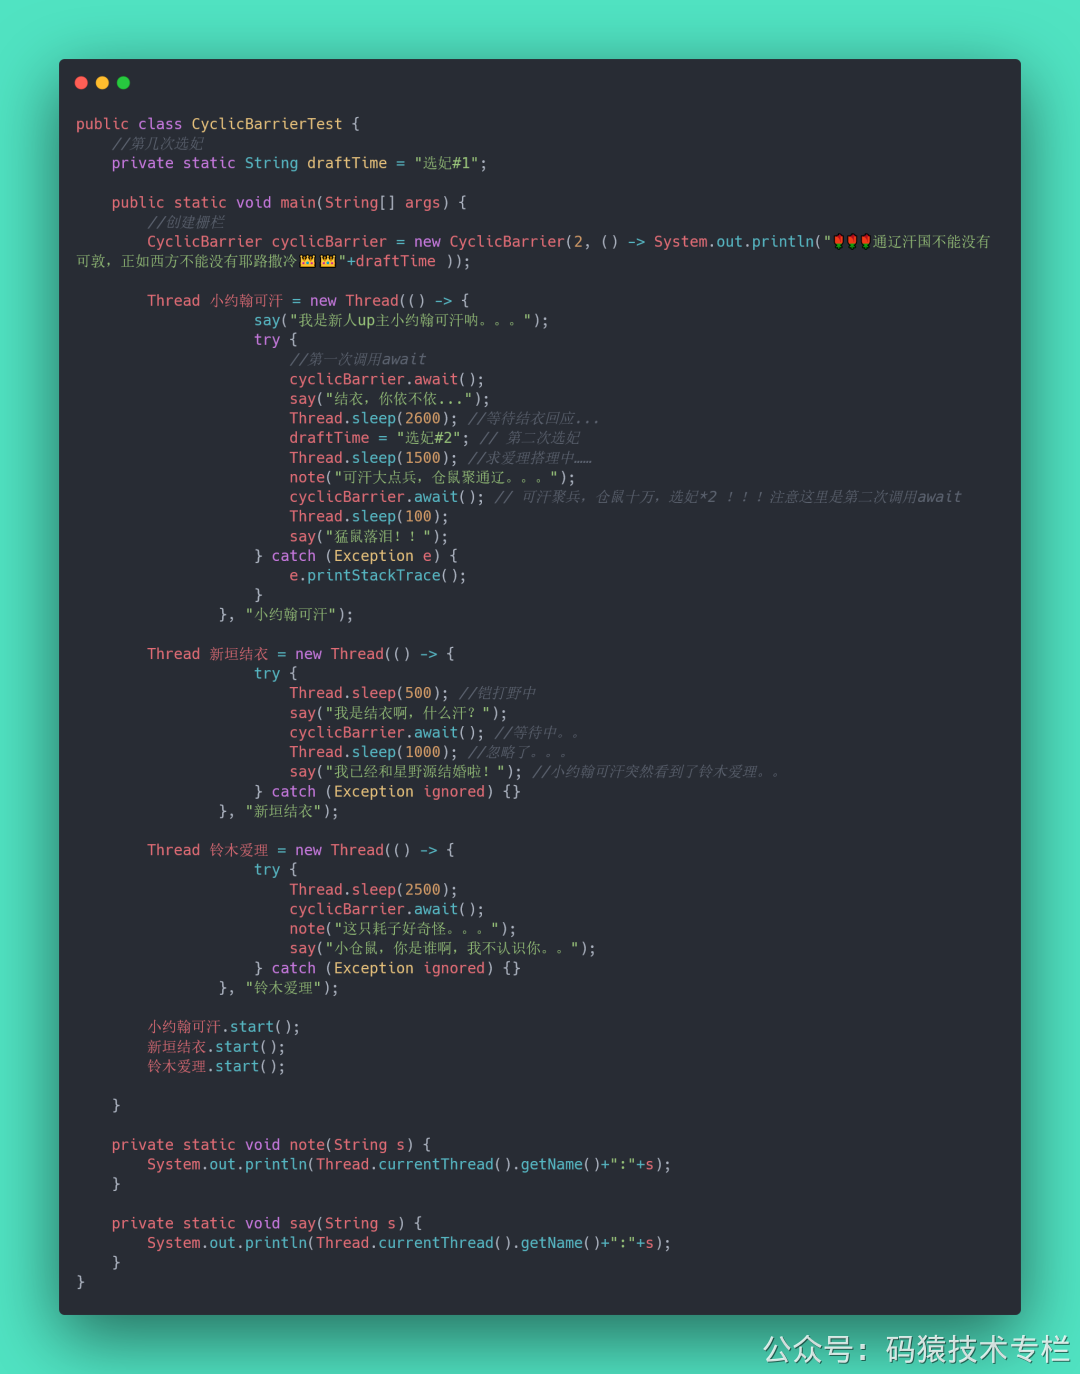 public class CyclicBarrierTest {
//第几次选妃
private static String draftTime = "选妃#1";
public static void main(String[] args) {
//创建栅栏
CyclicBarrier cyclicBarrier = new CyclicBarrier(2, () -> System.out.println("🌹🌹🌹通辽汗国不能没有
可敦，正如西方不能没有耶路撒冷👑👑"+draftTime ));
Thread 小约翰可汗 = new Thread(() -> {
say("我是新人up主小约翰可汗呐。。。");
try {
//第一次调用await
cyclicBarrier.await();
say("结衣，你依不依...");
Thread.sleep(2600); //等待结衣回应...
draftTime = "选妃#2"; // 第二次选妃
Thread.sleep(1500); //求爱理搭理中……
note("可汗大点兵，仓鼠聚通辽。。。");
cyclicBarrier.await(); // 可汗聚兵，仓鼠十万，选妃*2 ！！！注意这里是第二次调用await
Thread.sleep(100);
say("猛鼠落泪！！");
} catch (Exception e) {
e.printStackTrace();
}
}, "小约翰可汗");
Thread 新垣结衣 = new Thread(() -> {
try {
Thread.sleep(500); //铠打野中
say("我是结衣啊，什么汗？");
cyclicBarrier.await(); //等待中。。
Thread.sleep(1000); //忽略了。。。
say("我已经和星野源结婚啦！"); //小约翰可汗突然看到了铃木爱理。。
} catch (Exception ignored) {}
}, "新垣结衣");
Thread 铃木爱理 = new Thread(() -> {
try {
Thread.sleep(2500);
cyclicBarrier.await();
note("这只耗子好奇怪。。。");
say("小仓鼠，你是谁啊，我不认识你。。");
} catch (Exception ignored) {}
}, "铃木爱理");
小约翰可汗.start();
新垣结衣.start();
铃木爱理.start();
}
private static void note(String s) {
System.out.println(Thread.currentThread().getName()+":"+s);
}
private static void say(String s) {
System.out.println(Thread.currentThread().getName()+":"+s);
}
}
公众号：码猿技术专栏